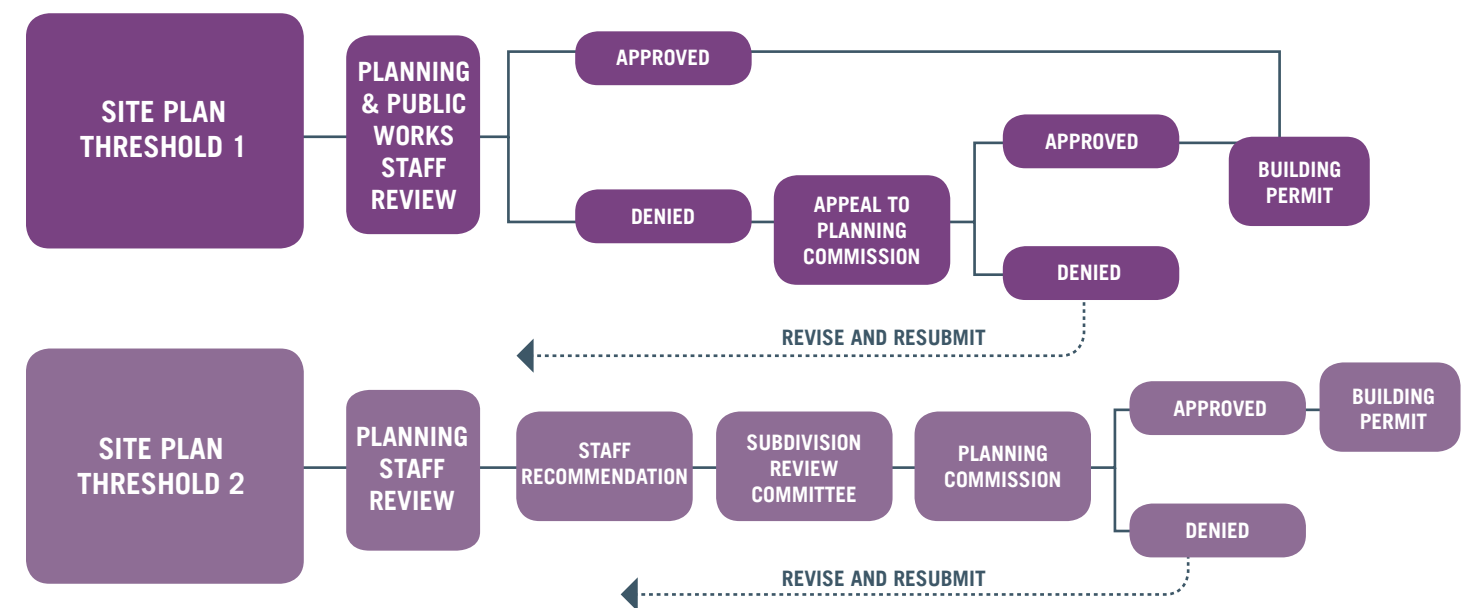 SITE PLAN
THRESHOLD 1
PLANNING
& PUBLIC
WORKS
STAFF
REVIEW
APPROVED
DENIED
APPEAL TO
PLANNING
COMMISSION
APPROVED
DENIED
BUILDING
PERMIT
REVISE AND RESUBMIT
SITE PLAN
THRESHOLD 2
PLANNING
STAFF
REVIEW
STAFF
RECOMMENDATION
SUBDIVISION
REVIEW
COMMITTEE
PLANNING
COMMISSION
APPROVED
BUILDING
PERMIT
DENIED
REVISE AND RESUBMIT